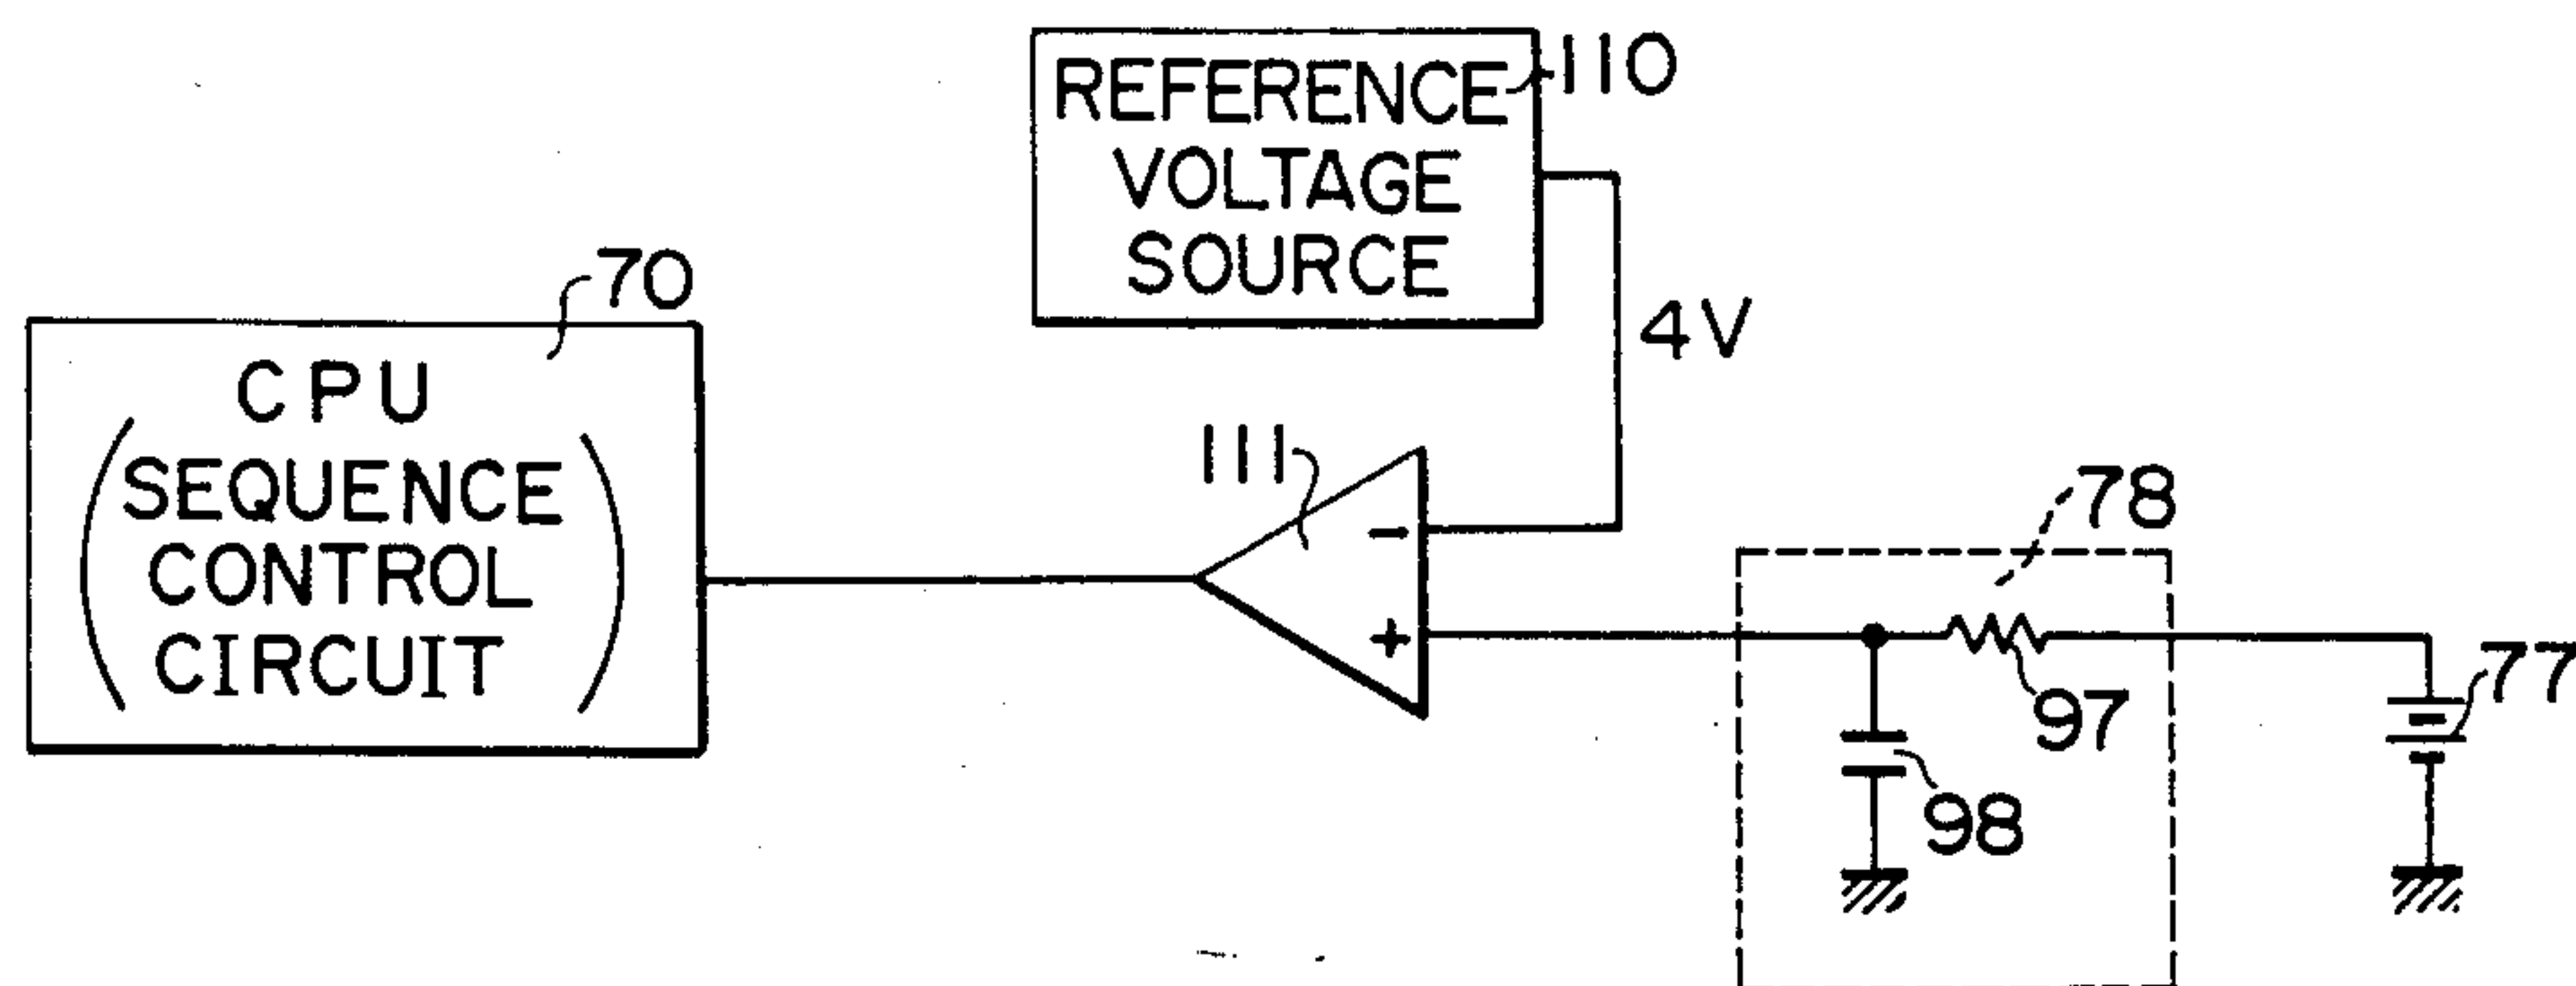 REFERENCE
VOLTAGE
SOURCE
110
70
CPU
(SEQUENCE
CONTROL
CIRCUIT)
4V
111
-
+
78
97
98
77